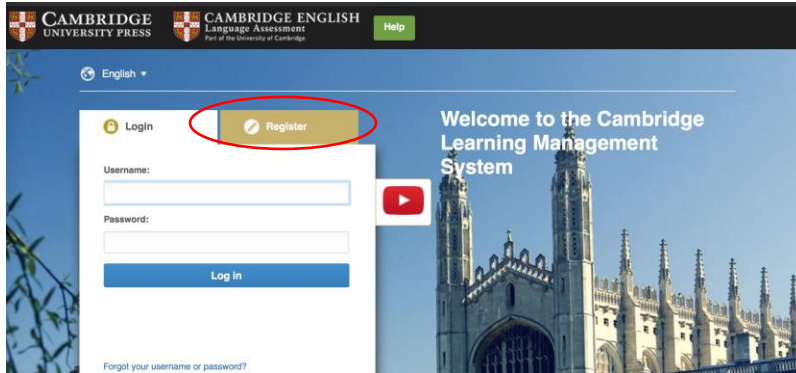 CAMBRIDGE
UNIVERSITY PRESS
CAMBRIDGE ENGLISH
Language Assessment
Part of the University of Cambridge
Help
English
Login
Register
Welcome to the Cambridge
Learning Management
System
Username:
Password:
Log in
Forgot your username or password?